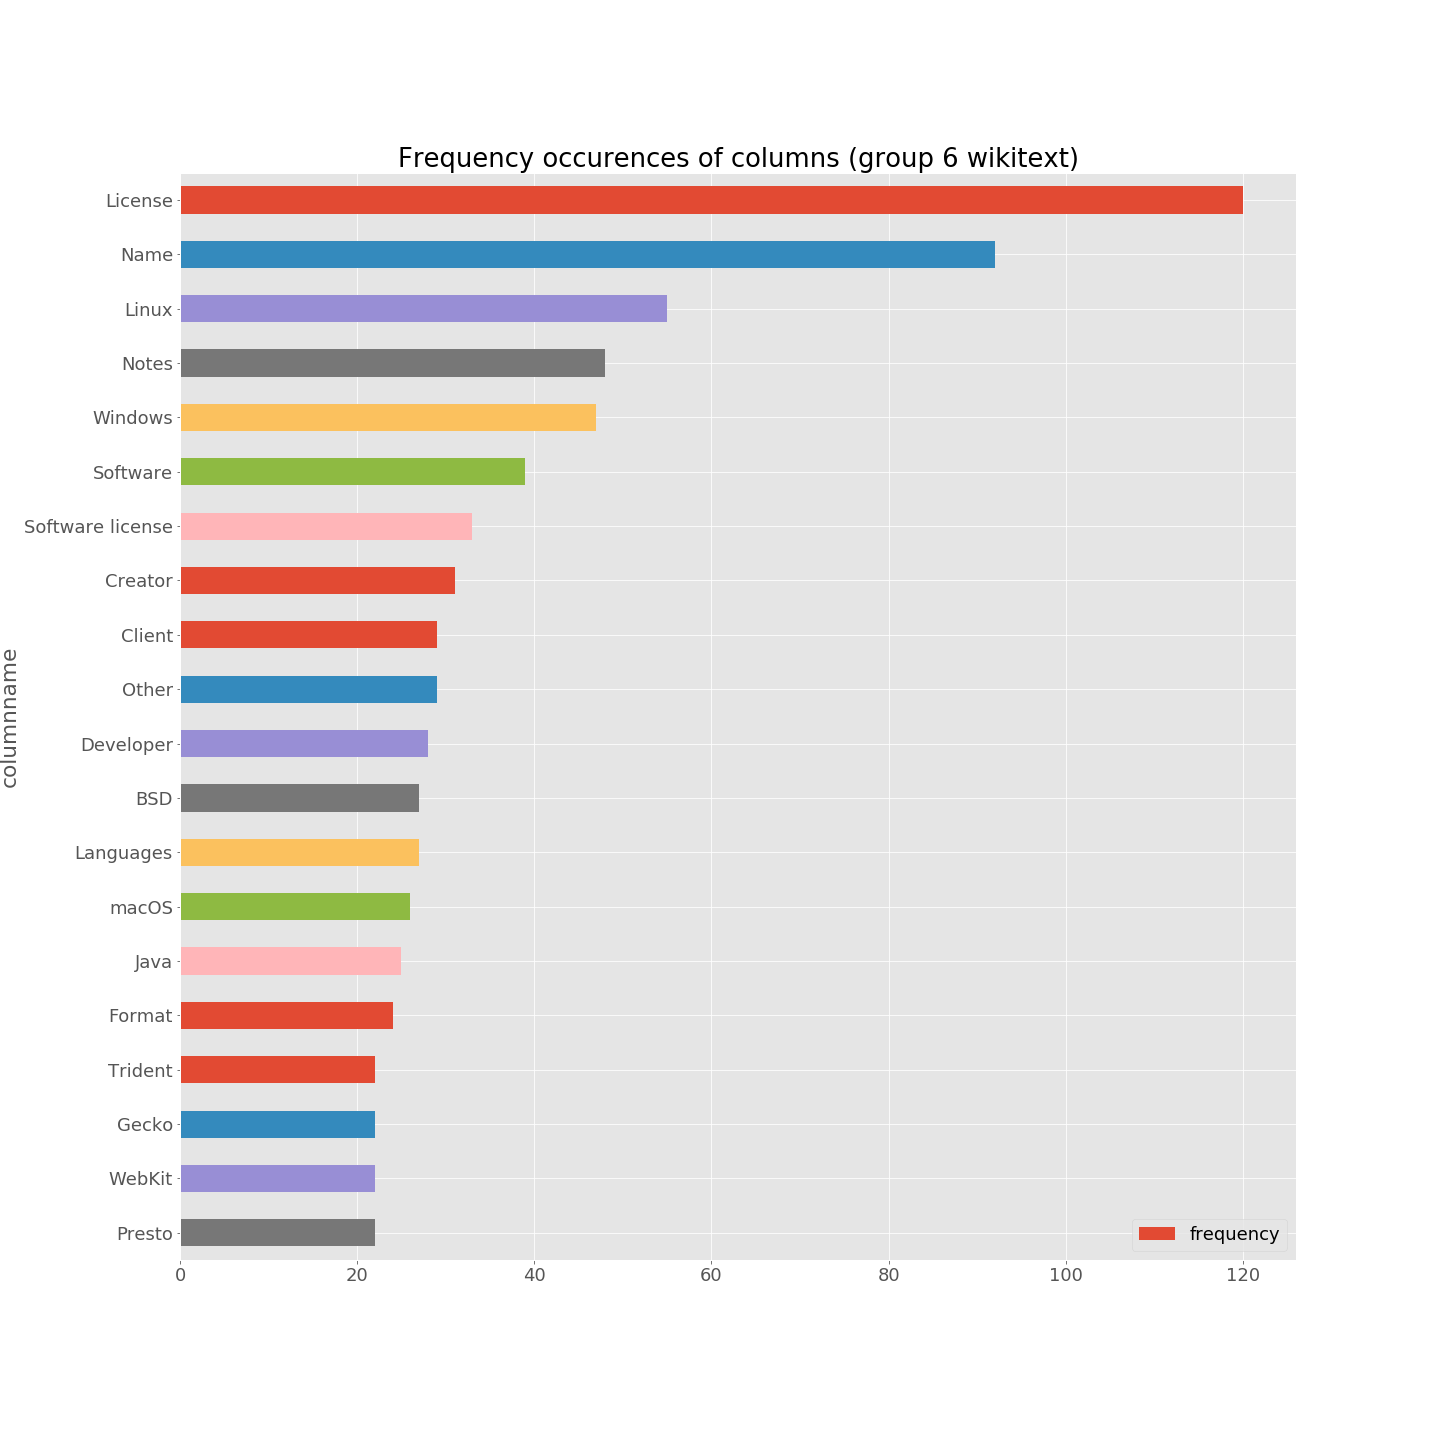 Frequency occurences of columns (group 6 wikitext)
License
Name
Linux
Notes
Windows
Software
Software license
Creator
Client
Other
Developer
BSD
Languages
macOS
Java
Format
Trident
Gecko
WebKit
Presto
columnname
frequency
0 20 40 60 80 100 120